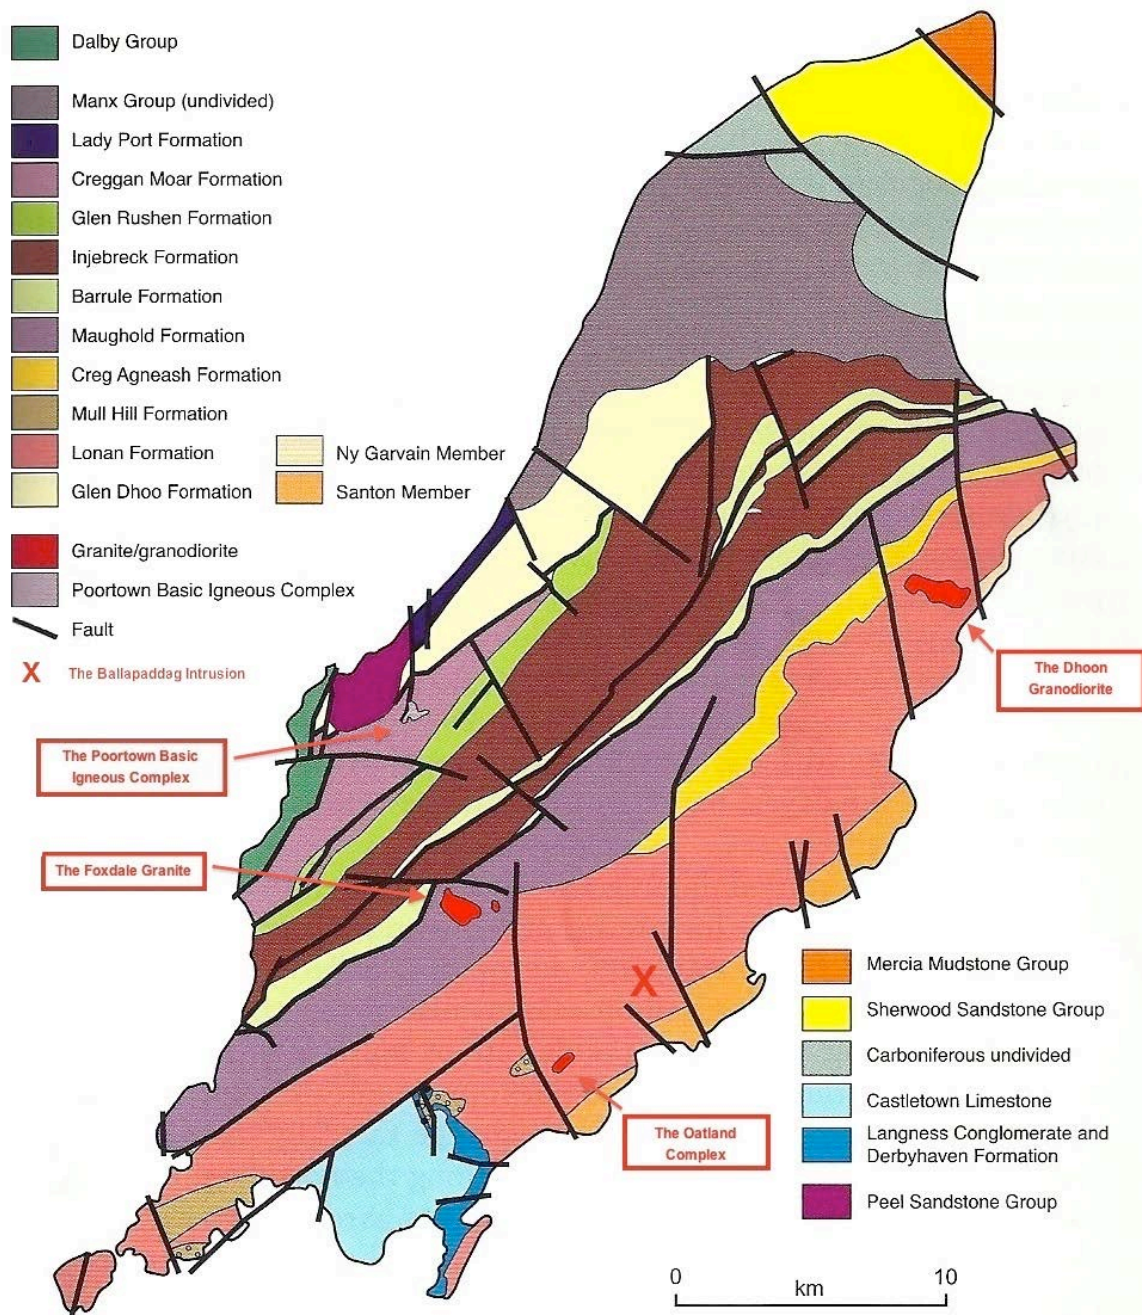 Dalby Group
Manx Group (undivided)
Lady Port Formation
Creggan Moar Formation
Glen Rushen Formation
Injebreck Formation
Barrule Formation
Maughold Formation
Creg Agneash Formation
Mull Hill Formation
Lonan Formation
Glen Dhoo Formation
Ny Garvain Member
Santon Member
Granite/granodiorite
Poortown Basic Igneous Complex
Fault
X The Ballapaddag Intrusion
The Dhoon
Granodiorite
The Poortown Basic
Igneous Complex
The Foxdale Granite
X
The Oatland
Complex
Mercia Mudstone Group
Sherwood Sandstone Group
Carboniferous undivided
Castletown Limestone
Langness Conglomerate and
Derbyhaven Formation
Peel Sandstone Group
0 10
km